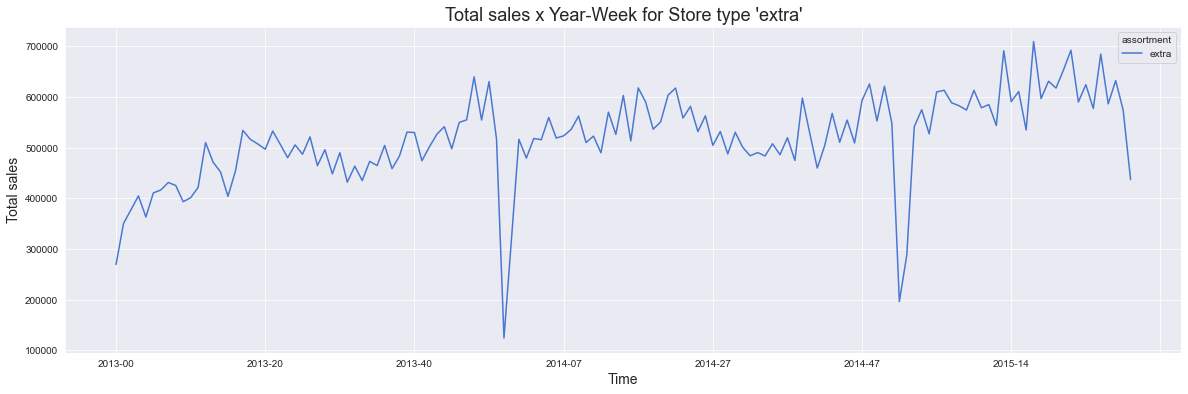 Total sales x Year-Week for Store type 'extra'
assortment
extra
700000
600000
500000
400000
300000
200000
100000
Total sales
2013-00 2013-20 2013-40 2014-07 2014-27 2014-47 2015-14
Time